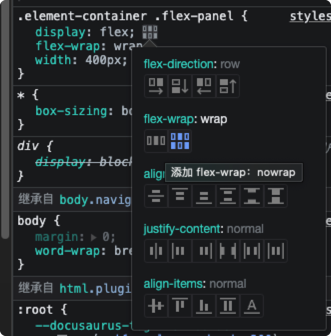 .element-container .flex-panel {
styles
display: flex;
flex-wrap: wrap
width: 400px;
}
flex-direction: row
* {
box-sizing: bo
}
flex-wrap: wrap
div {
display: block
}
添加 flex-wrap：nowrap
align
继承自 body.navig
body {
margin: ▸ 0;
word-wrap: bre
}
justify-content: normal
继承自 html.plugin
align-items: normal
:root {
--docusaurus-